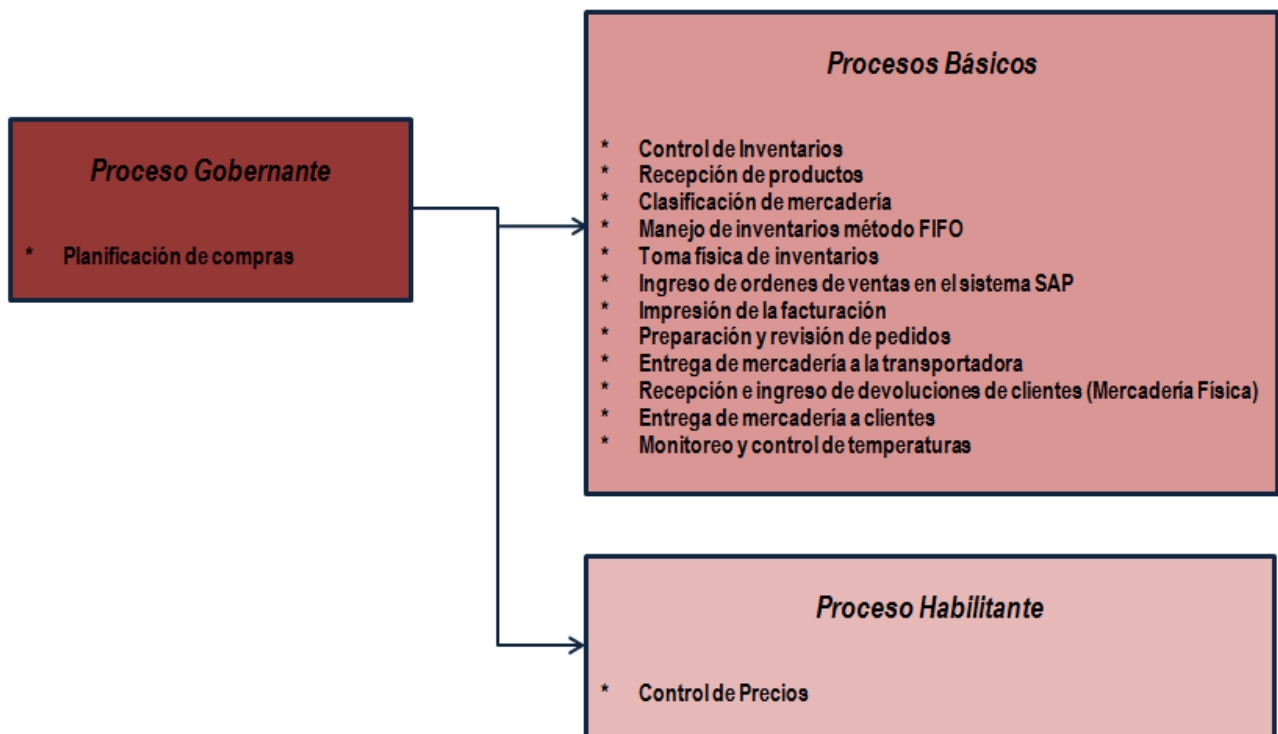 Proceso Gobernante
* Planificación de compras
Procesos Básicos
* Control de Inventarios
* Recepción de productos
* Clasificación de mercadería
* Manejo de inventarios método FIFO
* Toma física de inventarios
* Ingreso de ordenes de ventas en el sistema SAP
* Impresión de la facturación
* Preparación y revisión de pedidos
* Entrega de mercadería a la transportadora
* Recepción e ingreso de devoluciones de clientes (Mercadería Física)
* Entrega de mercadería a clientes
* Monitoreo y control de temperaturas
Proceso Habilitante
* Control de Precios